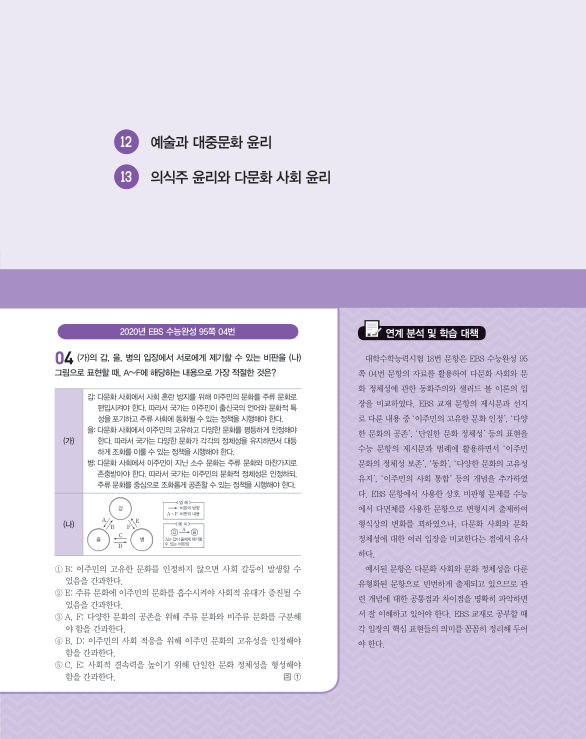 12 예술과 대중문화 윤리
13 의식주 윤리와 다문화 사회 윤리
2020년 EBS 수능완성 95쪽 04번
04 (가)의 갑, 을, 병의 입장에서 서로에게 제기할 수 있는 비판을 (나)
그림으로 표현할 때, A~F에 해당하는 내용으로 가장 적절한 것은?
(가)
갑: 다문화 사회에서 사회 혼란 방지를 위해 이주민의 문화를 주류 문화로
편입시켜야 한다. 따라서 국가는 이주민이 출신국의 언어와 문화적 특
성을 포기하고 주류 사회에 동화될 수 있는 정책을 시행해야 한다.
을: 다문화 사회에서 이주민의 고유하고 다양한 문화를 평등하게 인정해야
한다. 따라서 국가는 다양한 문화가 각각의 정체성을 유지하면서 대등
하게 조화를 이룰 수 있는 정책을 시행해야 한다.
병: 다문화 사회에서 이주민이 지닌 소수 문화는 주류 문화와 마찬가지로
존중받아야 한다. 따라서 국가는 이주민의 문화적 정체성은 인정하되,
주류 문화를 중심으로 조화롭게 공존할 수 있는 정책을 시행해야 한다.
(나)
갑
A B F E
을 C D 병
<범 례>
: 비판의 방향
A~F: 비판의 내용
<예 시>
갑 A 을
A는 갑이 을에게 제기할
수 있는 비판임.
① B: 이주민의 고유한 문화를 인정하지 않으면 사회 갈등이 발생할 수
있음을 간과한다.
② E: 주류 문화에 이주민의 문화를 흡수시켜야 사회적 유대가 증진될 수
있음을 간과한다.
③ A, F: 다양한 문화의 공존을 위해 주류 문화와 비주류 문화를 구분해
야 함을 간과한다.
④ B, D: 이주민의 사회 적응을 위해 이주민 문화의 고유성을 인정해야
함을 간과한다.
⑤ C, E: 사회적 결속력을 높이기 위해 단일한 문화 정체성을 형성해야
함을 간과한다.
답 ①
연계 분석 및 학습 대책
대학수학능력시험 18번 문항은 EBS 수능완성 95
쪽 04번 문항의 자료를 활용하여 다문화 사회와 문
화 정체성에 관한 동화주의와 샐러드 볼 이론의 입
장을 비교하였다. EBS 교재 문항의 제시문과 선지
로 다룬 내용 중 '이주민의 고유한 문화 인정', '다양
한 문화의 공존', '단일한 문화 정체성' 등의 표현을
수능 문항의 제시문과 범례에 활용하면서 '이주민
문화의 정체성 보존', '동화', '다양한 문화의 고유성
유지', '이주민의 사회 통합' 등의 개념을 추가하였
다. EBS 문항에서 사용한 상호 비판형 문제를 수능
에서 다면체를 사용한 문항으로 변형시켜 출제하여
형식상의 변화를 꾀하였으나, 다문화 사회와 문화
정체성에 대한 여러 입장을 비교한다는 점에서 유사
하다.
예시된 문항은 다문화 사회와 문화 정체성을 다룬
유형화된 문항으로 빈번하게 출제되고 있으므로 관
련 개념에 대한 공통점과 차이점을 명확히 파악하면
서 잘 이해하고 있어야 한다. EBS 교재로 공부할 때
각 입장의 핵심 표현들의 의미를 꼼꼼히 정리해 두어
야 한다.